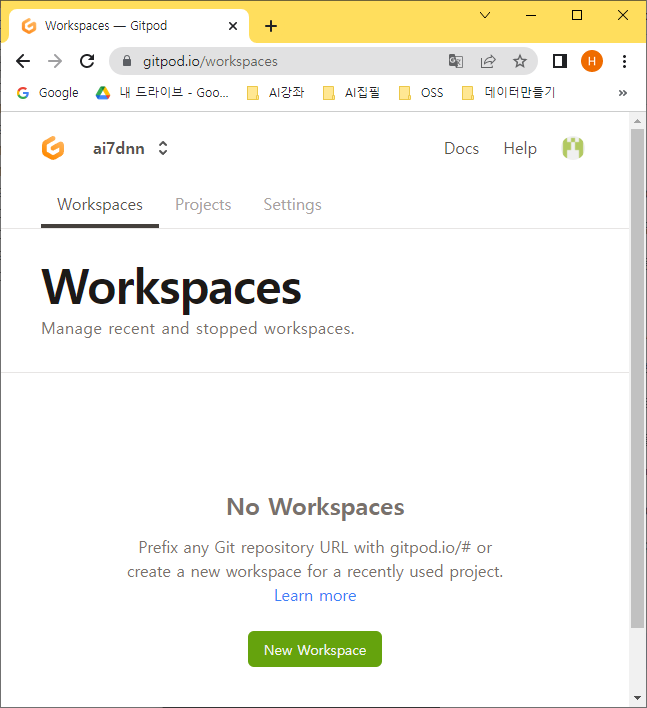 Workspaces — Gitpod
gitpod.io/workspaces
H
Google
내 드라이브 - Goo...
AI강좌
AI집필
OSS
데이터만들기
»
ai7dnn
Docs
Help
Workspaces
Projects
Settings
Workspaces
Manage recent and stopped workspaces.
No Workspaces
Prefix any Git repository URL with gitpod.io/# or
create a new workspace for a recently used project.
Learn more
New Workspace